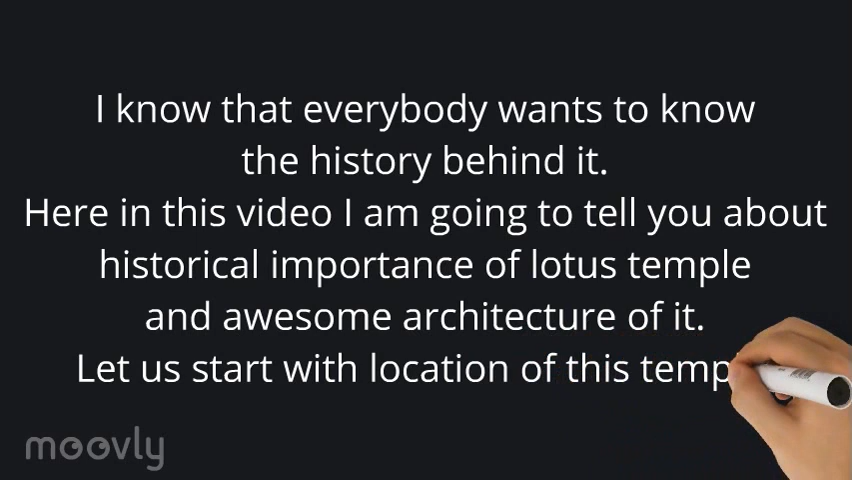 I know that everybody wants to know
the history behind it.
Here in this video I am going to tell you about
historical importance of lotus temple
and awesome architecture of it.
Let us start with location of this temp
moovly